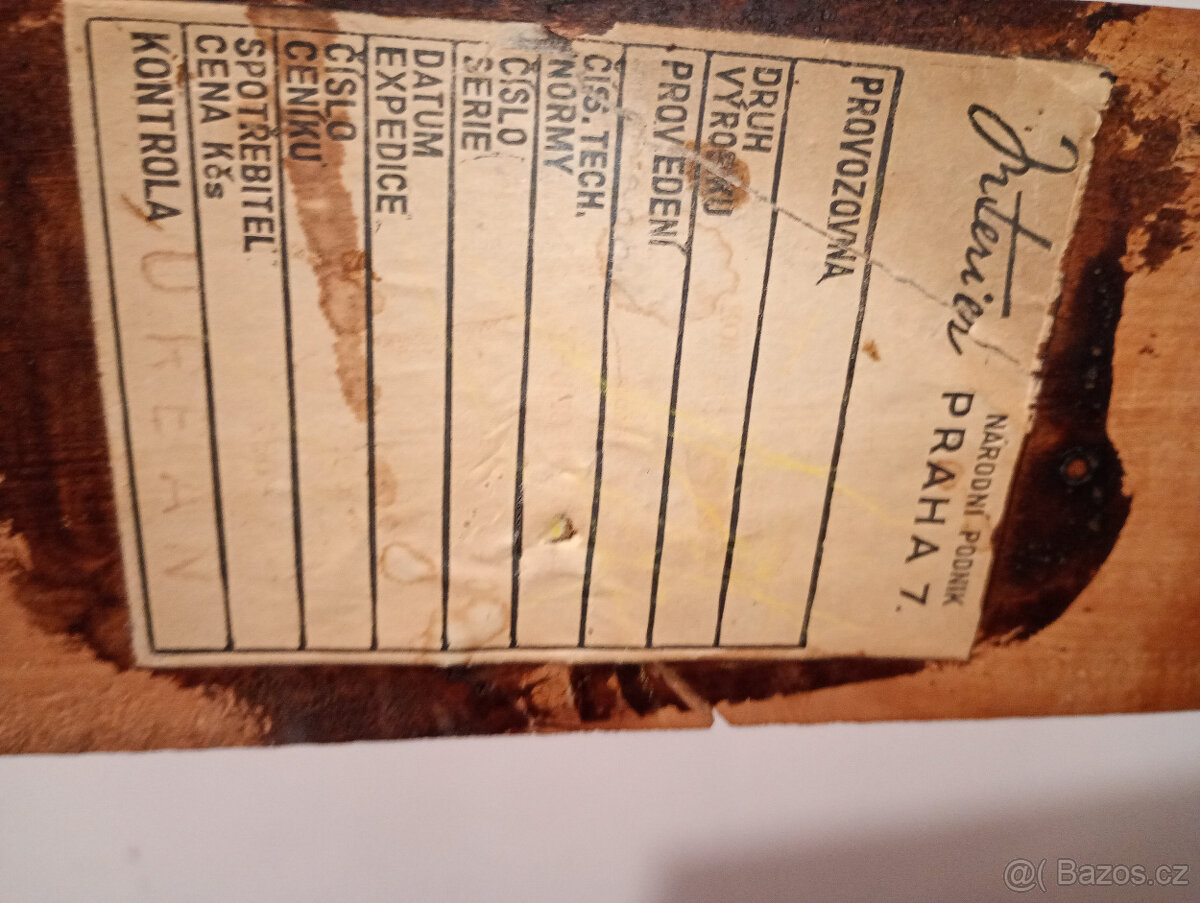 Interier
NÁRODNÍ PODNIK
PRAHA 7.
PROVOZOVNA
DRUH
VÝROBKU
PROVEDENÍ
ČÍS. TECH.
NORMY
ČÍSLO
SERIE
DATUM
EXPEDICE
ČÍSLO
CENÍKU
SPOTŘEBITEL
CENA Kčs
KONTROLA
@( Bazos.cz